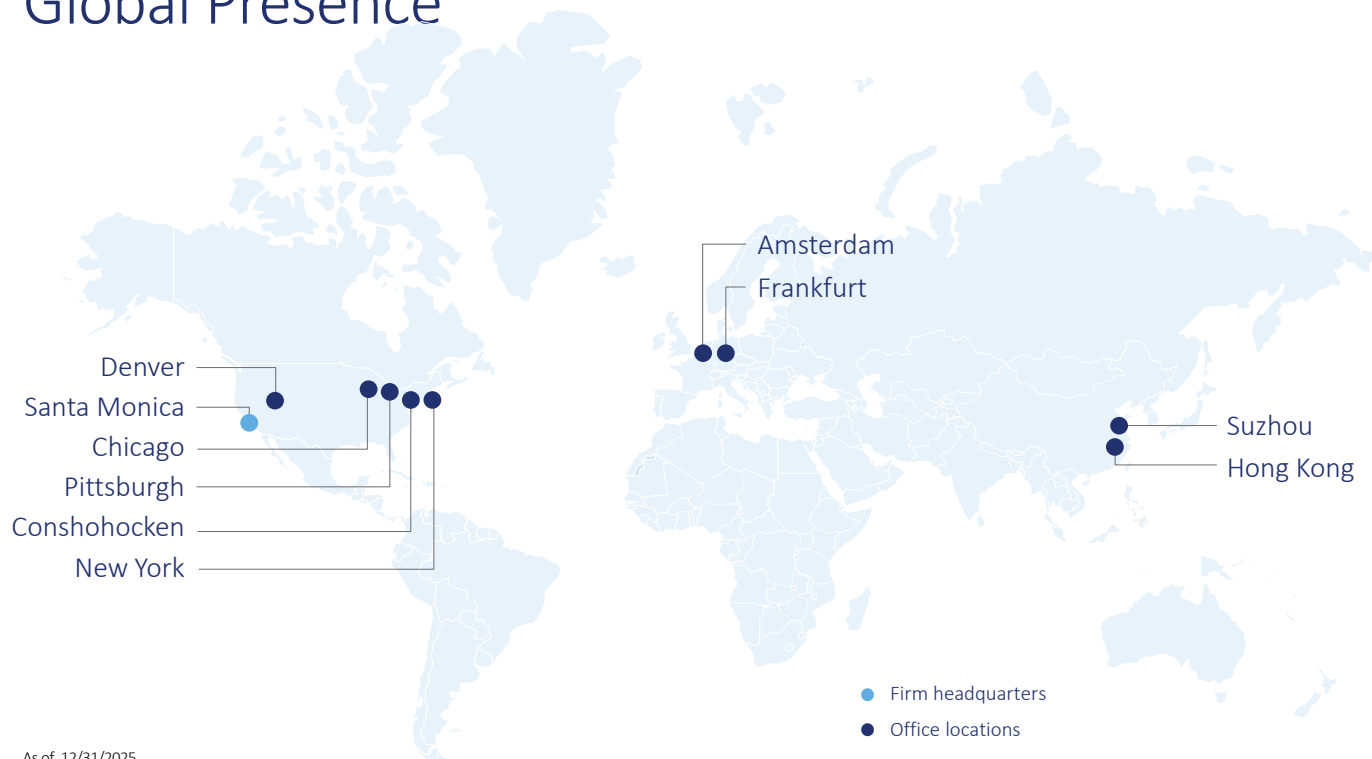 Global Presence
Amsterdam
Frankfurt
Denver
Santa Monica
Chicago
Pittsburgh
Conshohocken
New York
Suzhou
Hong Kong
Firm headquarters
Office locations
As of 12/31/2025